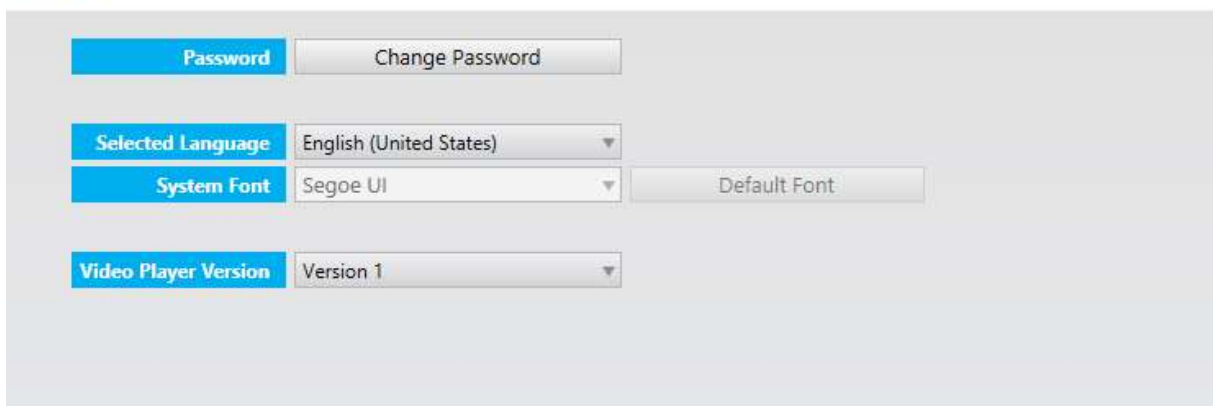 Password Change Password
Selected Language English (United States)
System Font Segoe UI Default Font
Video Player Version Version 1